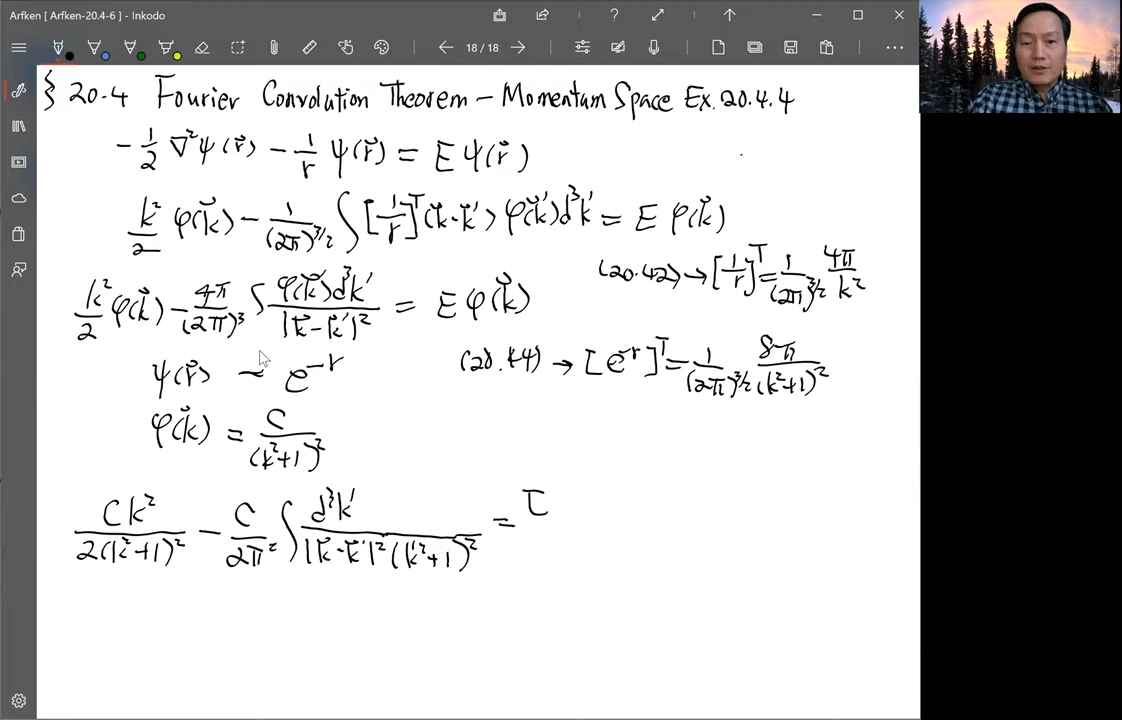 Arfken [ Arfken-20.4-6 ] - Inkodo
18 / 18
§ 20.4 Fourier Convolution Theorem – Momentum Space Ex. 20.4.4
-1/2 ∇²ψ(r⃗) - 1/r ψ(r⃗) = E ψ(r⃗)
k²/2 φ(k⃗) - 1/(2π)^{3/2} ∫ [1/r]^T (k⃗-k⃗') φ(k⃗') d³k' = E φ(k⃗)
(20.42) → [1/r]^T = 1/(2π)^{3/2} 4π/k²
k²/2 φ(k⃗) - 4π/(2π)³ ∫ φ(k⃗')d³k'/|k⃗-k⃗'|² = E φ(k⃗)
(20.44) → [e^{-r}]^T = 1/(2π)^{3/2} 8π/(k²+1)²
ψ(r⃗) ~ e^{-r}
φ(k⃗) = C/(k²+1)²
Ck²/2(k²+1)² - C/2π² ∫ d³k'/|k⃗-k⃗'|²(k'²+1)² =